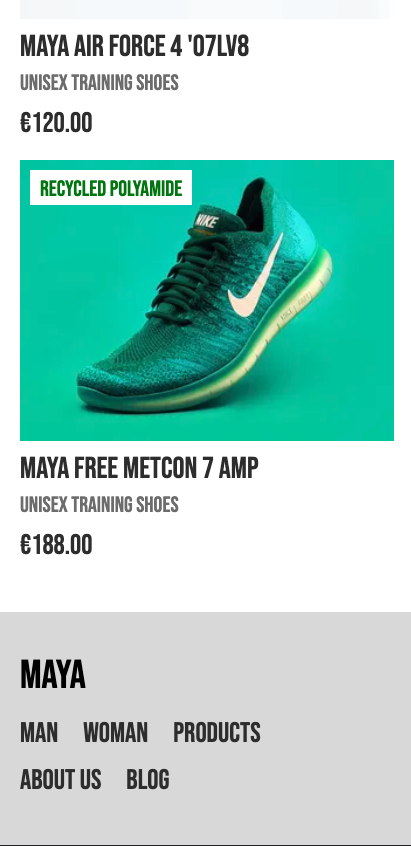 MAYA AIR FORCE 4 '07LV8
UNISEX TRAINING SHOES
€120.00
RECYCLED POLYAMIDE
NIKE
MAYA FREE METCON 7 AMP
UNISEX TRAINING SHOES
€188.00
MAYA
MAN WOMAN PRODUCTS
ABOUT US BLOG